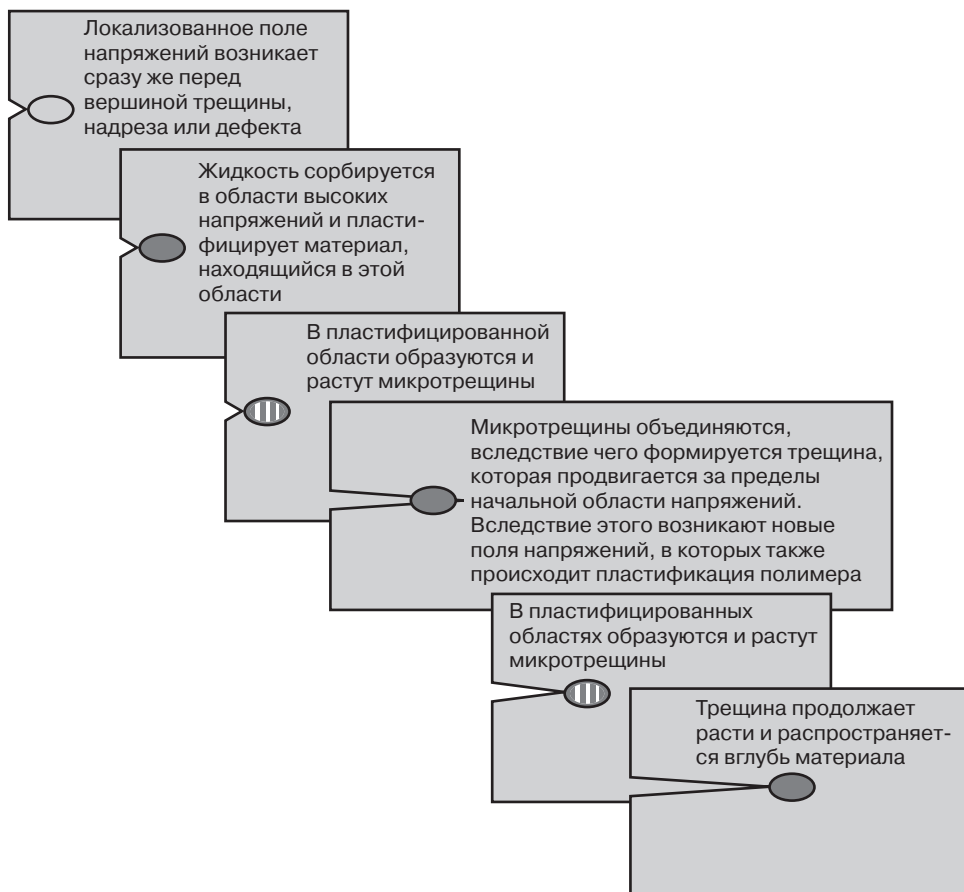 Локализованное поле
напряжений возникает
сразу же перед
вершиной трещины,
надреза или дефекта
Жидкость сорбируется
в области высоких
напряжений и пласти-
фицирует материал,
находящийся в этой
области
В пластифицированной
области образуются и
растут микротрещины
Микротрещины объединяются,
вследствие чего формируется трещина,
которая продвигается за пределы
начальной области напряжений.
Вследствие этого возникают новые
поля напряжений, в которых также
происходит пластификация полимера
В пластифицированных
областях образуются и растут
микротрещины
Трещина продолжает
расти и распространяет-
ся вглубь материала